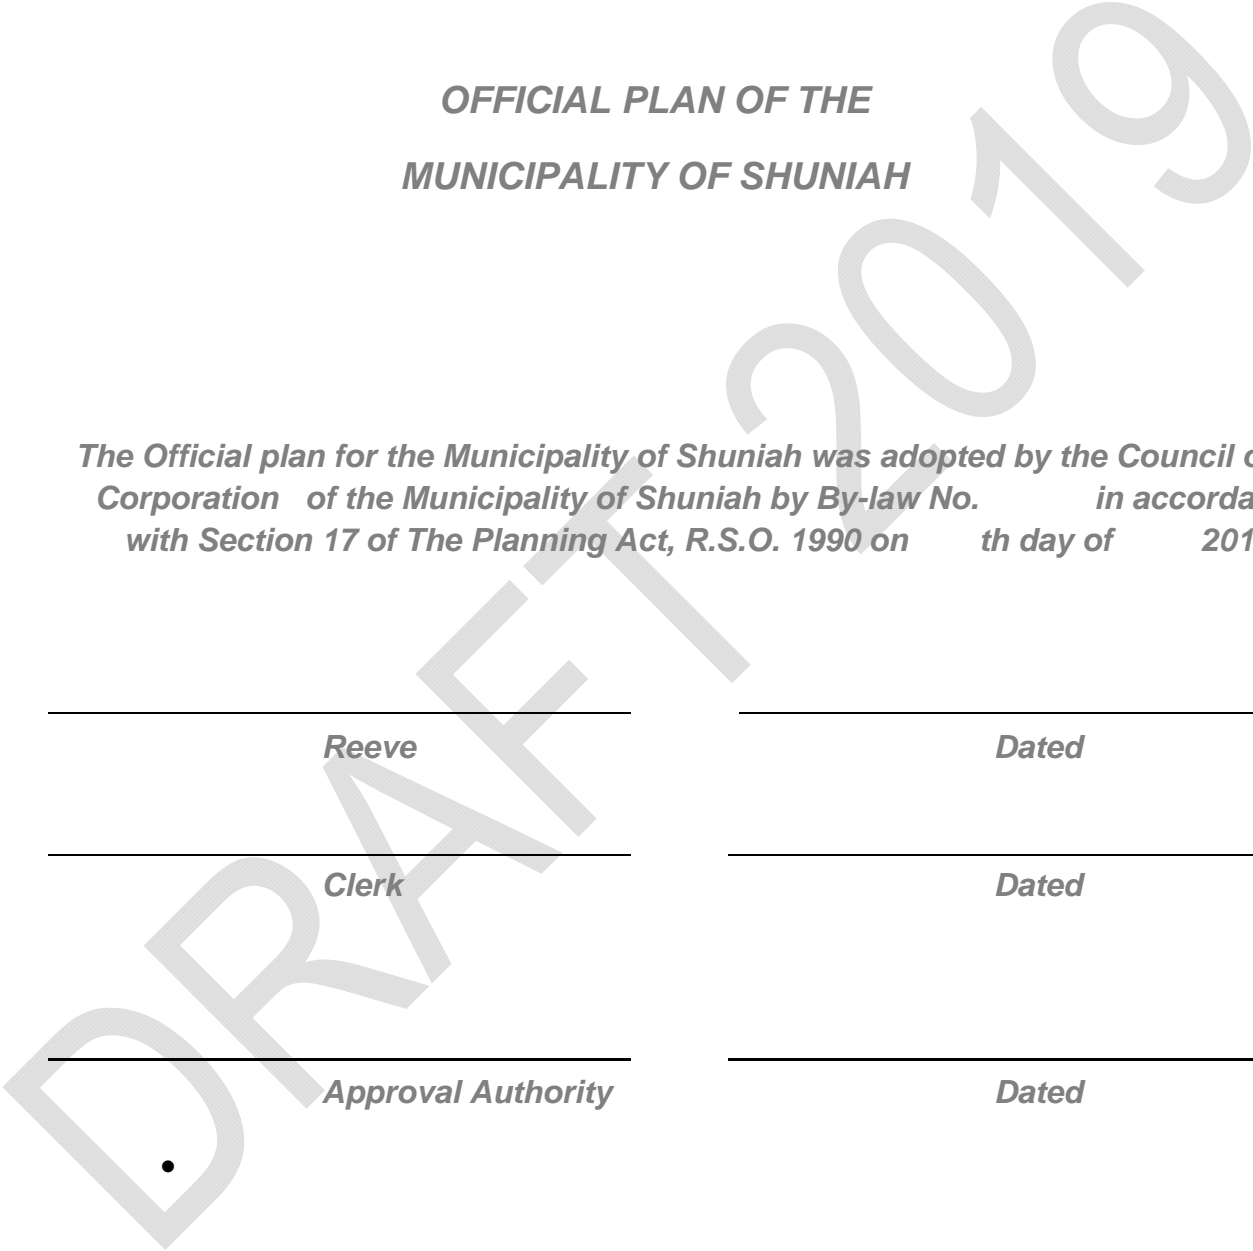 OFFICIAL PLAN OF THE
MUNICIPALITY OF SHUNIAH
The Official plan for the Municipality of Shuniah was adopted by the Council
Corporation of the Municipality of Shuniah by By-law No. in
with Section 17 of The Planning Act, R.S.O. 1990 on th day of 201
Reeve Dated
Clerk Dated
Approval Authority Dated
•
DRAFT 2019